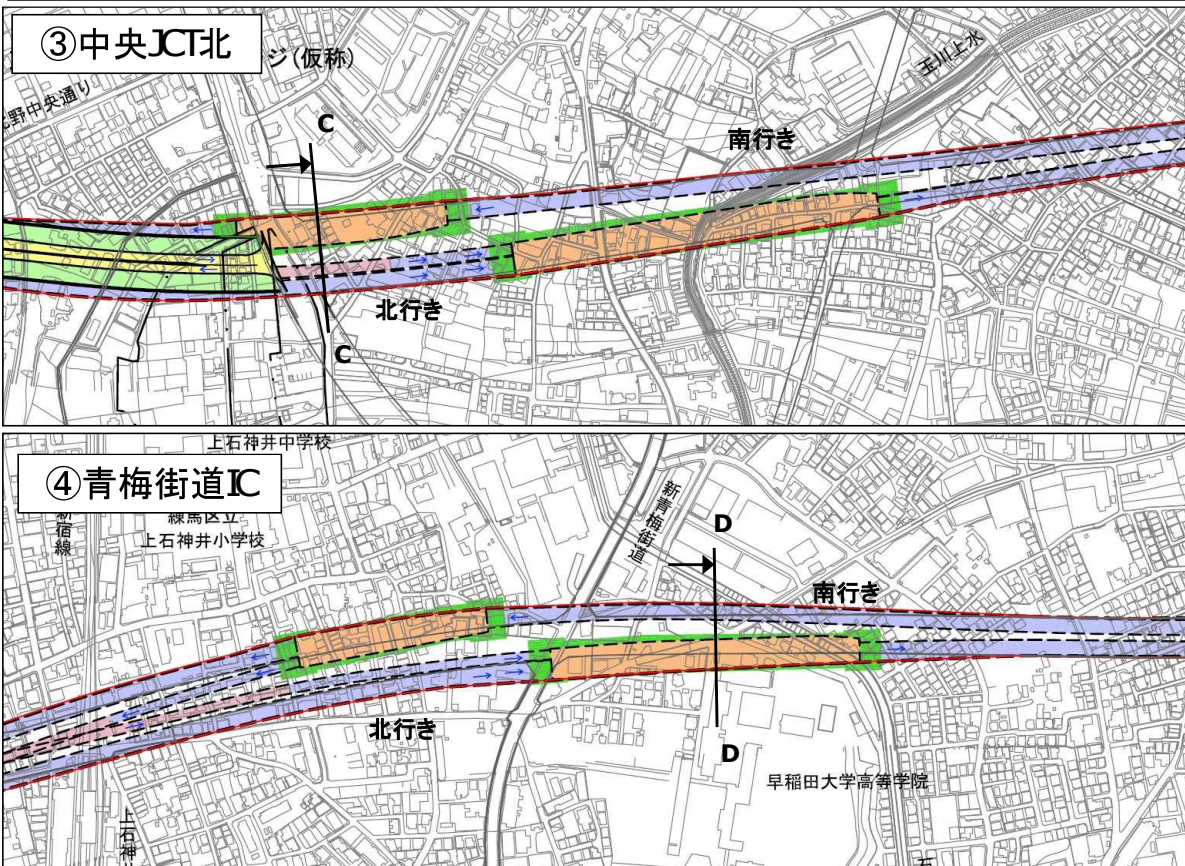 ③中央JCT北
ジ(仮称)
北野中央通り
玉川上水
C
南行き
北行き
C
④青梅街道IC
上石神井中学校
新宿線
練馬区立
上石神井小学校
新青梅街道
D
南行き
北行き
D
早稲田大学高等学院
上石神井
石